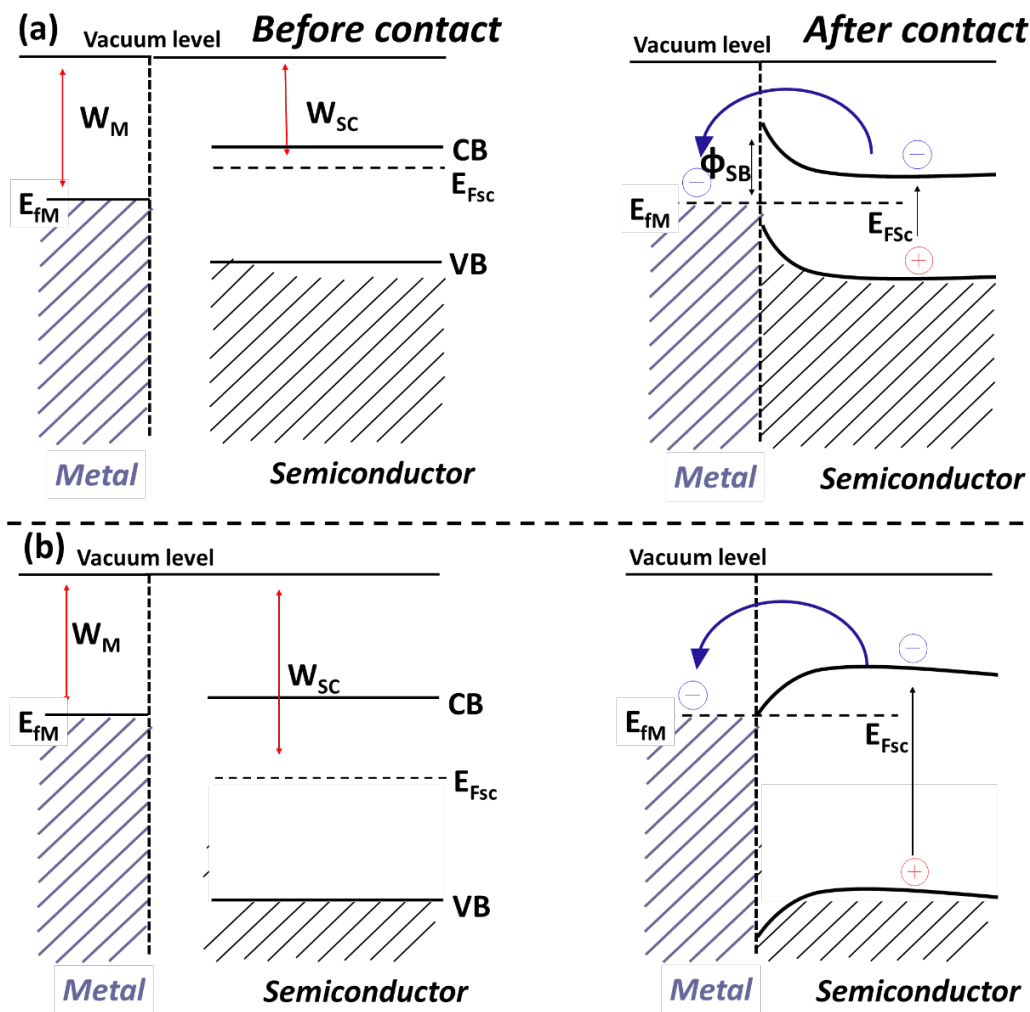 (a)
Before contact
After contact
Vacuum level
Vacuum level
W_M
W_SC
CB
E_Fsc
E_fM
VB
Metal
Semiconductor
−
−
ϕ_SB
E_fM
E_FSc
+
Metal
Semiconductor
(b)
Vacuum level
Vacuum level
W_M
W_SC
CB
E_fM
E_Fsc
VB
Metal
Semiconductor
−
−
E_fM
E_Fsc
+
Metal
Semiconductor